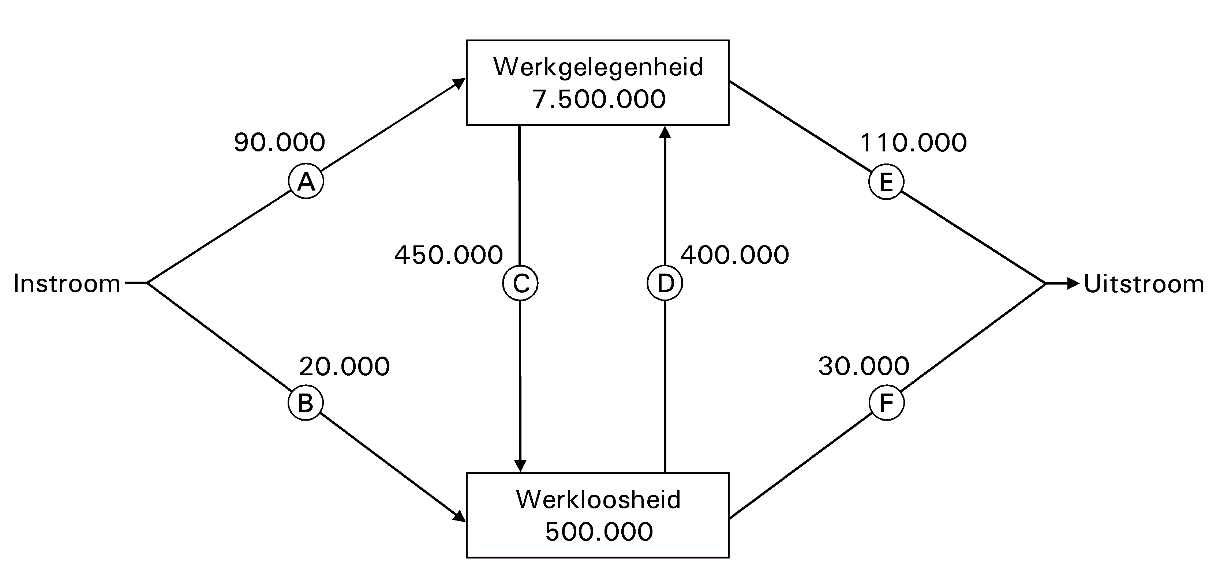 Werkgelegenheid
7.500.000
90.000
110.000
A
E
450.000
400.000
Instroom
C
D
Uitstroom
20.000
30.000
B
F
Werkloosheid
500.000